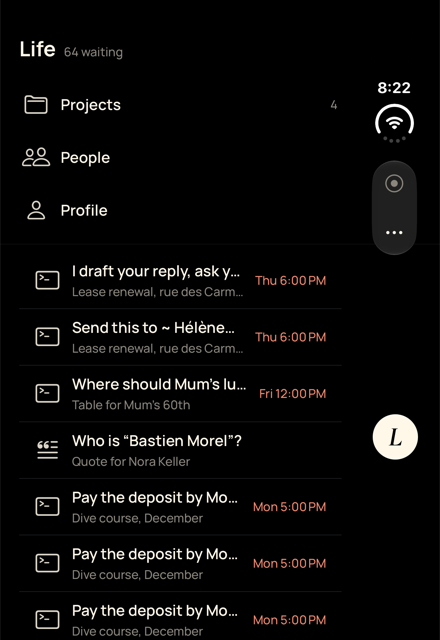 Life 64 waiting
8:22
Projects 4
People
Profile
I draft your reply, ask y… Thu 6:00 PM
Lease renewal, rue des Carm…
Send this to ~ Hélène… Thu 6:00 PM
Lease renewal, rue des Carm…
Where should Mum's lu… Fri 12:00 PM
Table for Mum's 60th
L
Who is “Bastien Morel”?
Quote for Nora Keller
Pay the deposit by Mo… Mon 5:00 PM
Dive course, December
Pay the deposit by Mo… Mon 5:00 PM
Dive course, December
Pay the deposit by Mo… Mon 5:00 PM
Dive course, December